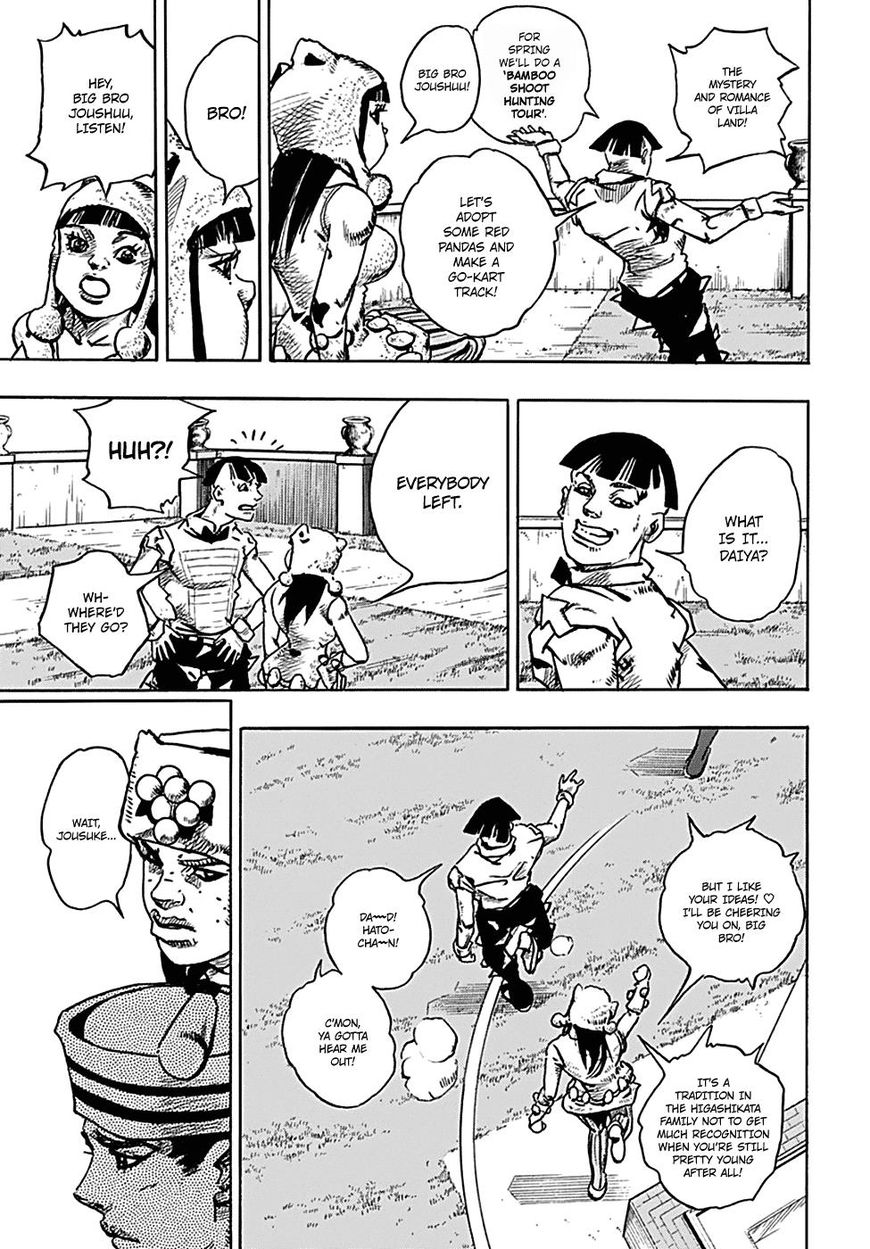 THE
MYSTERY
AND ROMANCE
OF VILLA
LAND!
FOR
SPRING
WE'LL DO A
'BAMBOO
SHOOT
HUNTING
TOUR'.
LET'S
ADOPT
SOME RED
PANDAS AND
MAKE A
GO-KART
TRACK!
BIG BRO
JOUSHUU!
BRO!
HEY,
BIG BRO
JOUSHUU,
LISTEN!
WHAT
IS IT...
DAIYA?
EVERYBODY
LEFT.
HUH?!
WH-
WHERE'D
THEY GO?
BUT I LIKE
YOUR IDEAS! ♡
I'LL BE CHEERING
YOU ON, BIG
BRO!
IT'S A
TRADITION
IN THE
HIGASHIKATA
FAMILY NOT TO GET
MUCH RECOGNITION
WHEN YOU'RE STILL
PRETTY YOUNG
AFTER ALL!
DA~~D!
HATO-
CHA~N!
C'MON,
YA GOTTA
HEAR ME
OUT!
WAIT,
JOUSUKE...